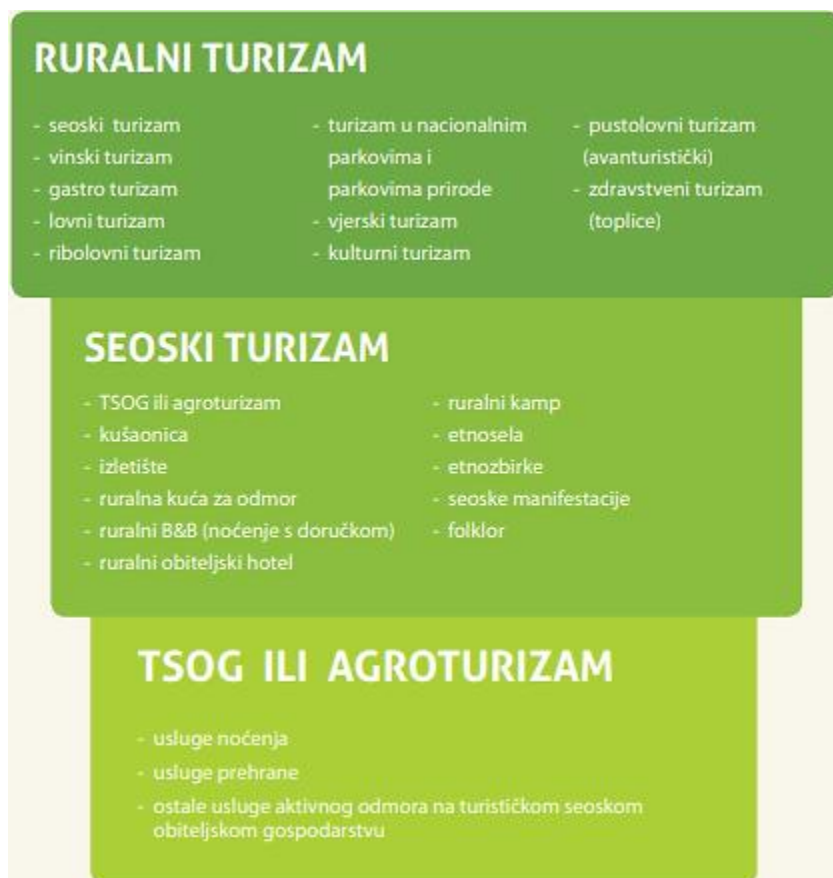 RURALNI TURIZAM
- seoski turizam
- vinski turizam
- gastro turizam
- lovni turizam
- ribolovni turizam
- turizam u nacionalnim
parkovima i
parkovima prirode
- vjerski turizam
- kulturni turizam
- pustolovni turizam
(avanturistički)
- zdravstveni turizam
(toplice)
SEOSKI TURIZAM
- TSOG ili agroturizam
- kušaonica
- izletište
- ruralna kuća za odmor
- ruralni B&B (noćenje s doručkom)
- ruralni obiteljski hotel
- ruralni kamp
- etnosela
- etnozbirke
- seoske manifestacije
- folklor
TSOG ILI AGROTURIZAM
- usluge noćenja
- usluge prehrane
- ostale usluge aktivnog odmora na turističkom seoskom
obiteljskom gospodarstvu